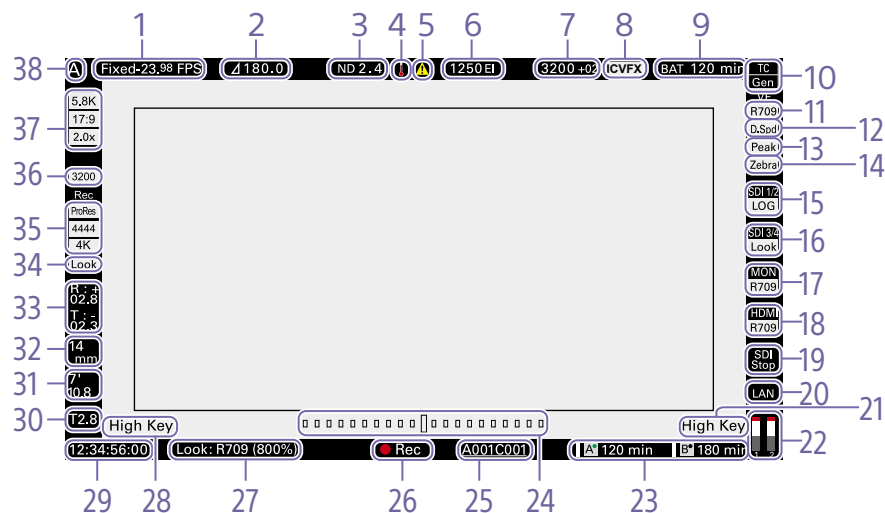 1 2 3 4 5 6 7 8 9
38 A Fixed-23.98 FPS ⊿180.0 ND 2.4 1250EI 3200 +02 ICVFX BAT 120 min TC
Gen 10
VF
R709 11
D.Spd 12
Peak 13
Zebra 14
SDI 1/2
LOG 15
SDI 3/4
Look 16
MON
R709 17
HDMI
R709 18
SDI
Stop 19
LAN 20
21
22
1 2
37 5.8K
17:9
2.0x
36 3200
Rec
35 ProRes
4444
4K
34 Look
33 R : +
02.8
T : -
02.3
32 14
mm
31 7'
10.8
30 T2.8
High Key High Key
12:34:56:00 Look: R709 (800%) Rec A001C001 A 120 min B 180 min
29 28 27 26 25 24 23